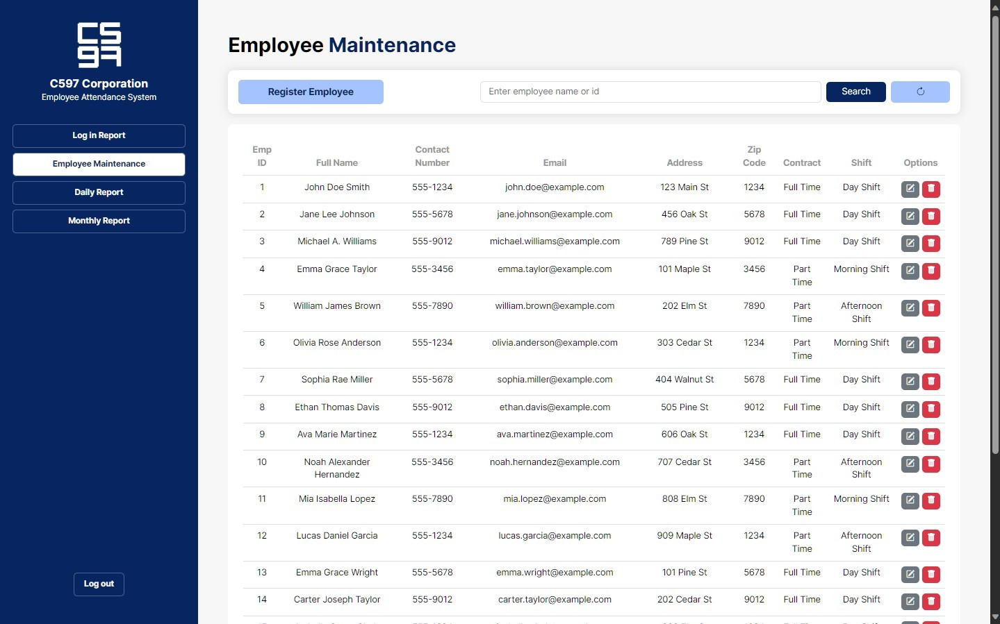 CS
97
C597 Corporation
Employee Attendance System
Log in Report
Employee Maintenance
Daily Report
Monthly Report
Log out
Employee Maintenance
Register Employee
Enter employee name or id
Search
Emp ID Full Name Contact Number Email Address Zip Code Contract Shift Options
1 John Doe Smith 555-1234 john.doe@example.com 123 Main St 1234 Full Time Day Shift
2 Jane Lee Johnson 555-5678 jane.johnson@example.com 456 Oak St 5678 Full Time Day Shift
3 Michael A. Williams 555-9012 michael.williams@example.com 789 Pine St 9012 Full Time Day Shift
4 Emma Grace Taylor 555-3456 emma.taylor@example.com 101 Maple St 3456 Part Time Morning Shift
5 William James Brown 555-7890 william.brown@example.com 202 Elm St 7890 Part Time Afternoon Shift
6 Olivia Rose Anderson 555-1234 olivia.anderson@example.com 303 Cedar St 1234 Part Time Morning Shift
7 Sophia Rae Miller 555-5678 sophia.miller@example.com 404 Walnut St 5678 Full Time Day Shift
8 Ethan Thomas Davis 555-9012 ethan.davis@example.com 505 Pine St 9012 Full Time Day Shift
9 Ava Marie Martinez 555-1234 ava.martinez@example.com 606 Oak St 1234 Full Time Day Shift
10 Noah Alexander Hernandez 555-3456 noah.hernandez@example.com 707 Cedar St 3456 Part Time Afternoon Shift
11 Mia Isabella Lopez 555-7890 mia.lopez@example.com 808 Elm St 7890 Part Time Morning Shift
12 Lucas Daniel Garcia 555-1234 lucas.garcia@example.com 909 Maple St 1234 Part Time Afternoon Shift
13 Emma Grace Wright 555-5678 emma.wright@example.com 101 Pine St 5678 Full Time Day Shift
14 Carter Joseph Taylor 555-9012 carter.taylor@example.com 202 Cedar St 9012 Full Time Day Shift